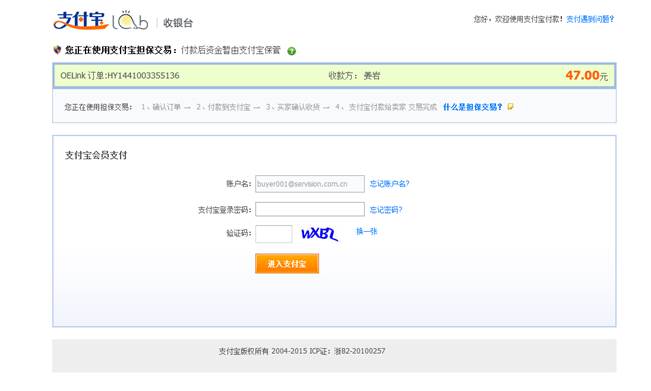 支付宝 lab | 收银台
您好，欢迎使用支付宝付款! 支付遇到问题?
您正在使用支付宝担保交易：付款后资金暂由支付宝保管 ?
OELink 订单:HY1441003355136 收款方：姜岩 47.00元
您正在使用担保交易： 1、确认订单 → 2、付款到支付宝 → 3、买家确认收货 → 4、支付宝付款给卖家 交易完成 什么是担保交易?
支付宝会员支付
账户名： buyer001@servision.com.cn 忘记账户名?
支付宝登录密码： 忘记密码?
验证码： WXBL 换一张
进入支付宝
支付宝版权所有 2004-2015 ICP证：浙B2-20100257